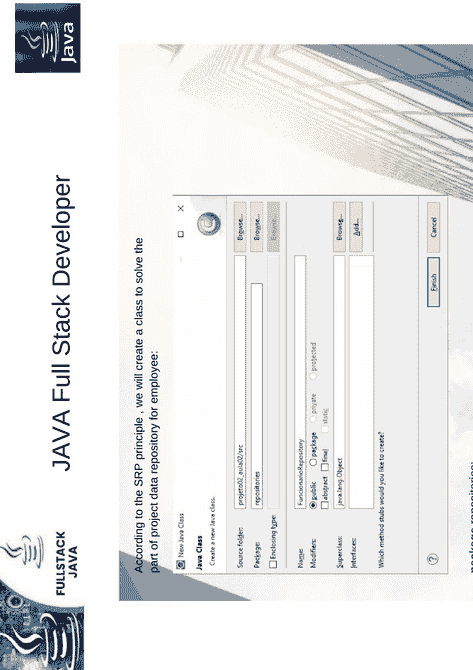 FULLSTACK
JAVA
JAVA Full Stack Developer
Java
According to the SRP principle , we will create a class to solve the
part of project data repository for employee:
New Java Class
Java Class
Create a new Java class.
Source folder: projeto02_aula02/src Browse...
Package: repositories Browse...
Enclosing type: Browse...
Name: FuncionarioRepository
Modifiers: public package private protected
abstract final static
Superclass: java.lang.Object Browse...
Interfaces: Add...
Which method stubs would you like to create?
? Finish Cancel